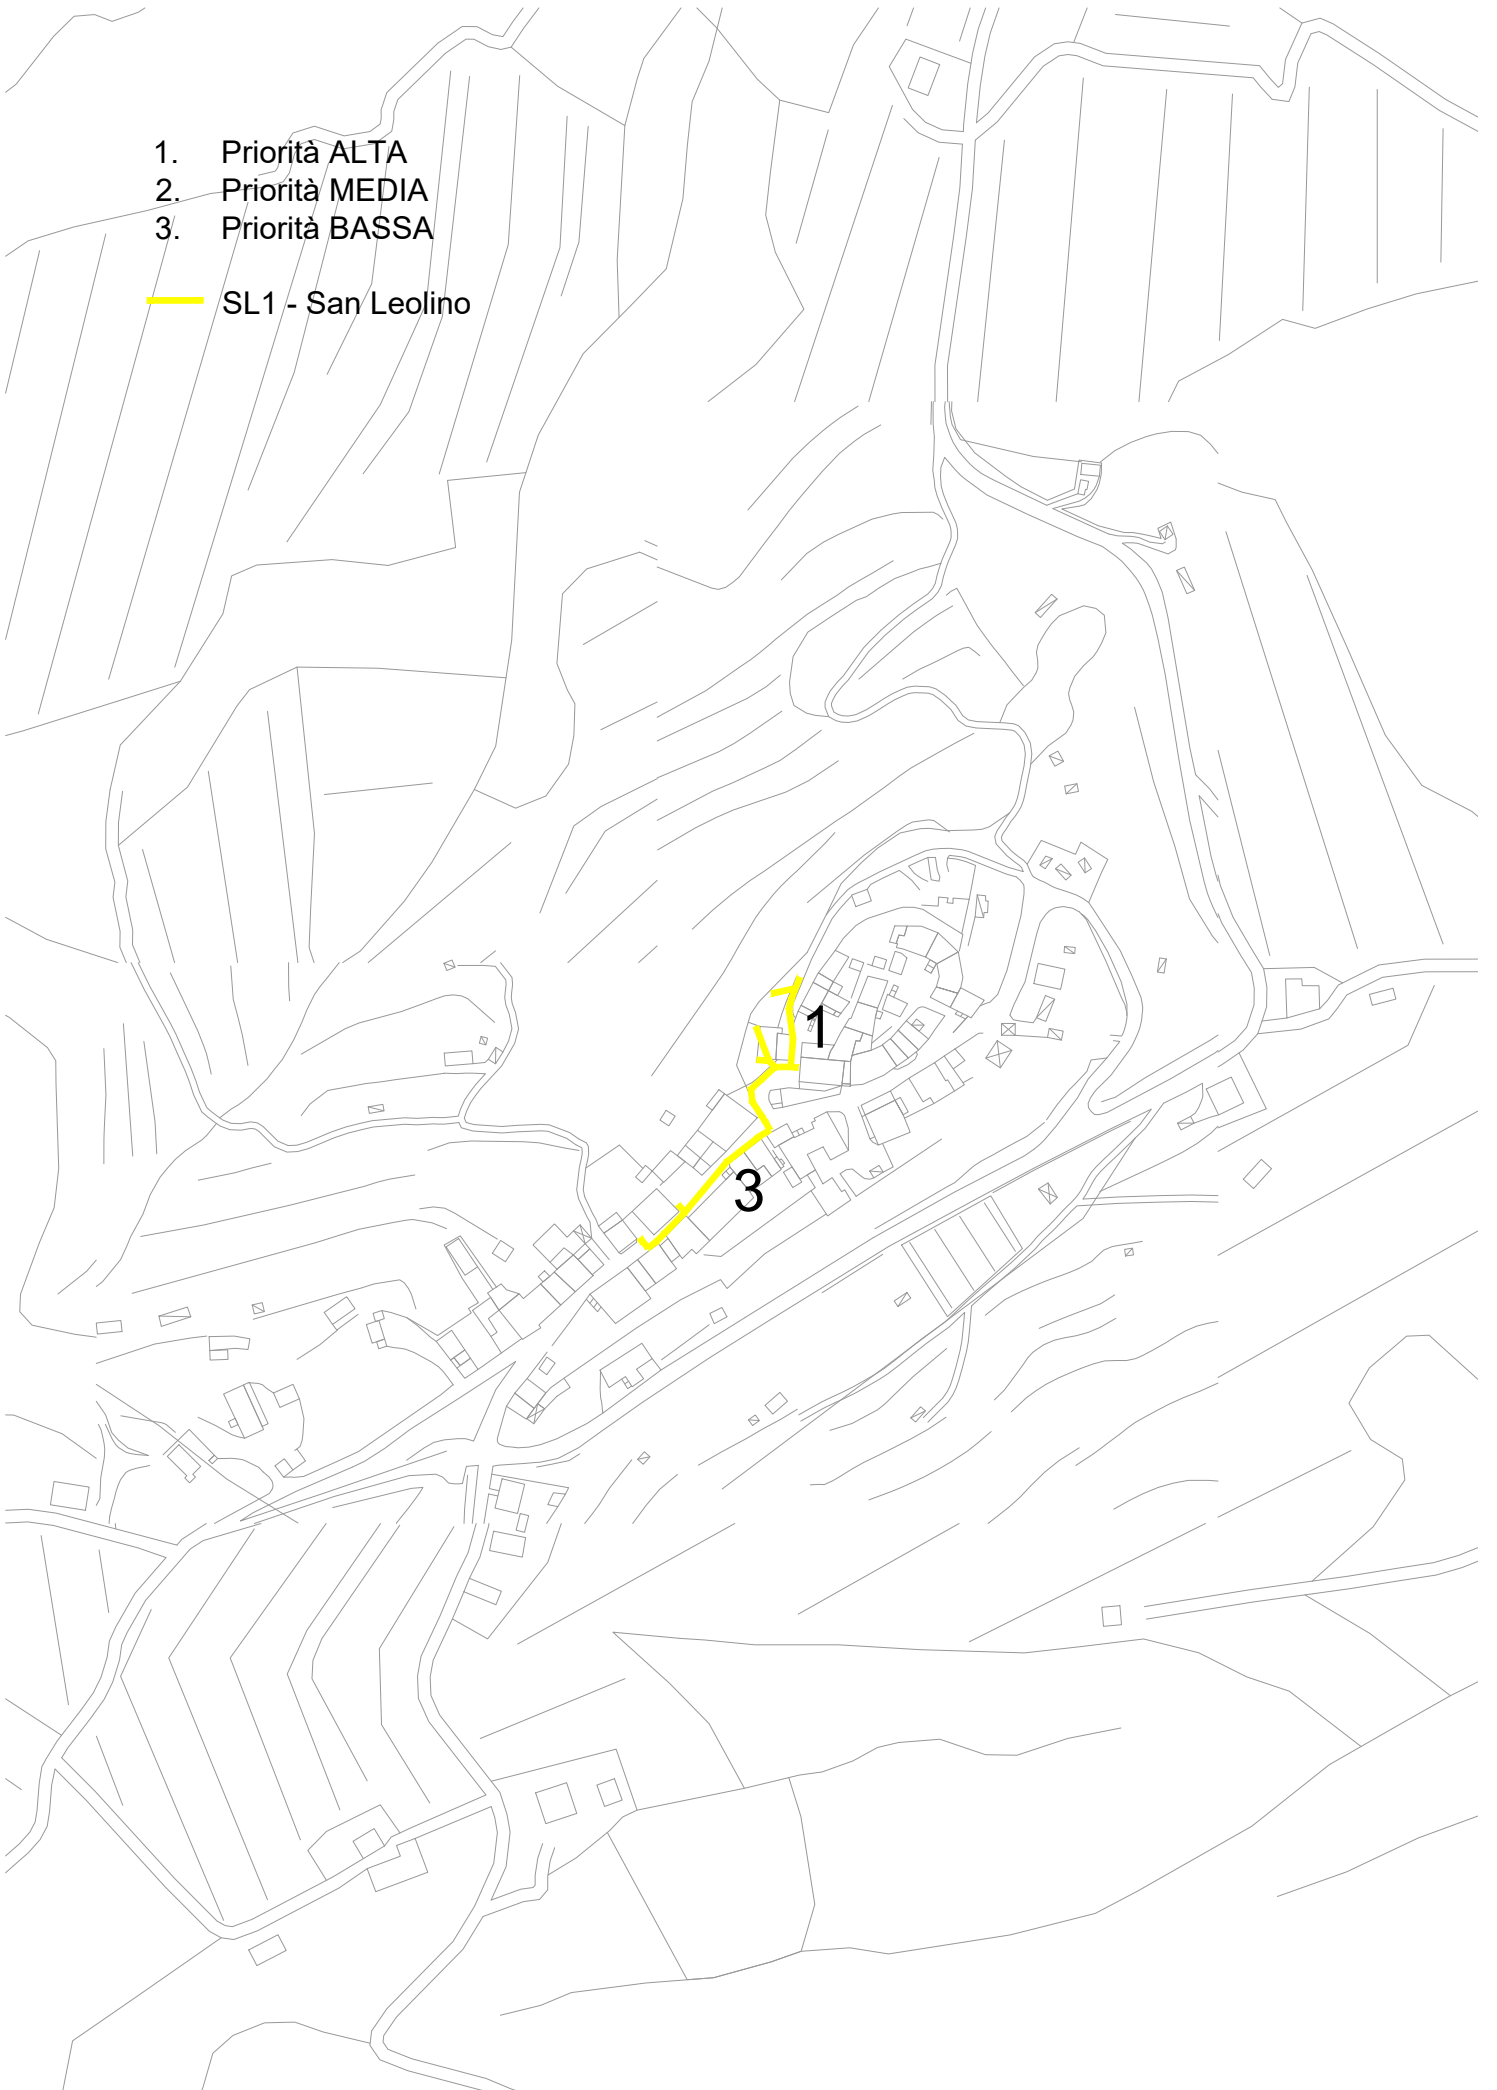 1. Priorità ALTA
2. Priorità MEDIA
3. Priorità BASSA
SL1 - San Leolino
1
3